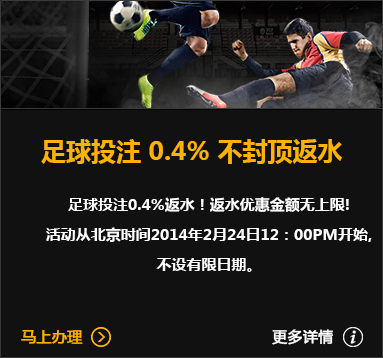 足球投注 0.4% 不封顶返水
足球投注0.4%返水！返水优惠金额无上限!
活动从北京时间2014年2月24日12：00PM开始,
不设有限日期。
马上办理
更多详情